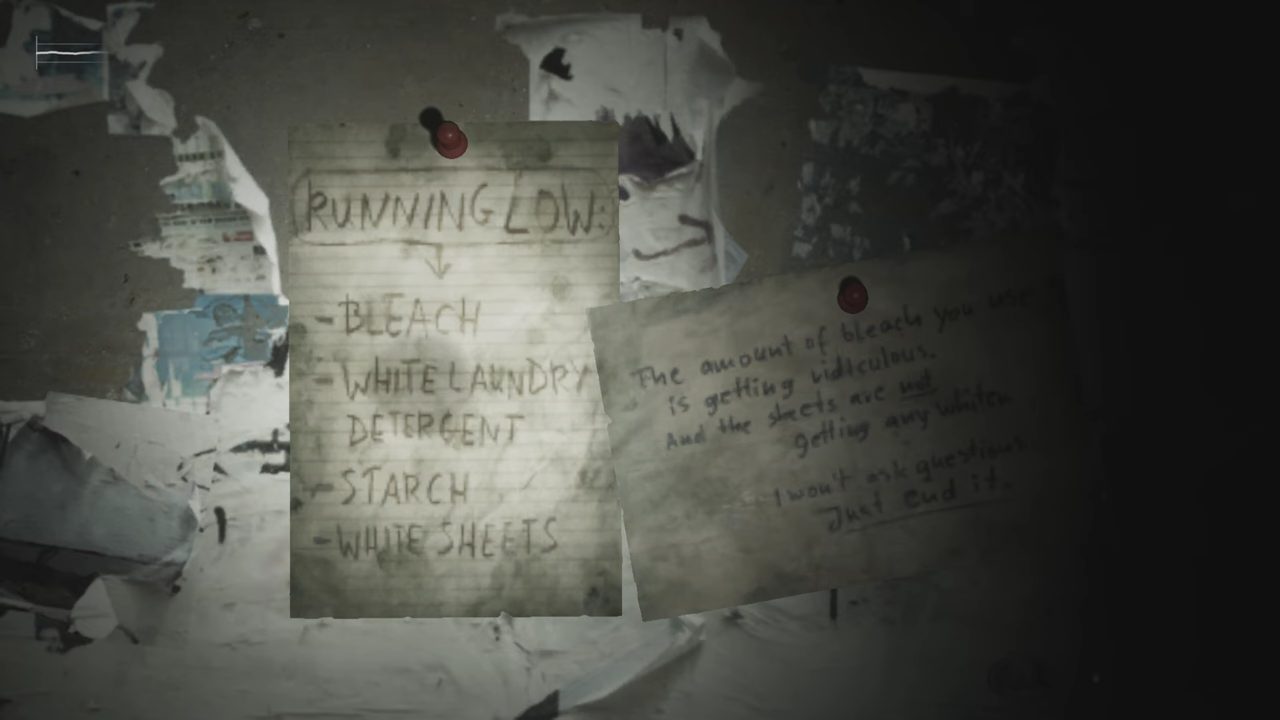 RUNNING LOW:
- BLEACH
- WHITE LAUNDRY
DETERGENT
- STARCH
- WHITE SHEETS
The amount of bleach you use
is getting ridiculous.
And the sheets are not
getting any whiter.
I won't ask questions
Just end it.